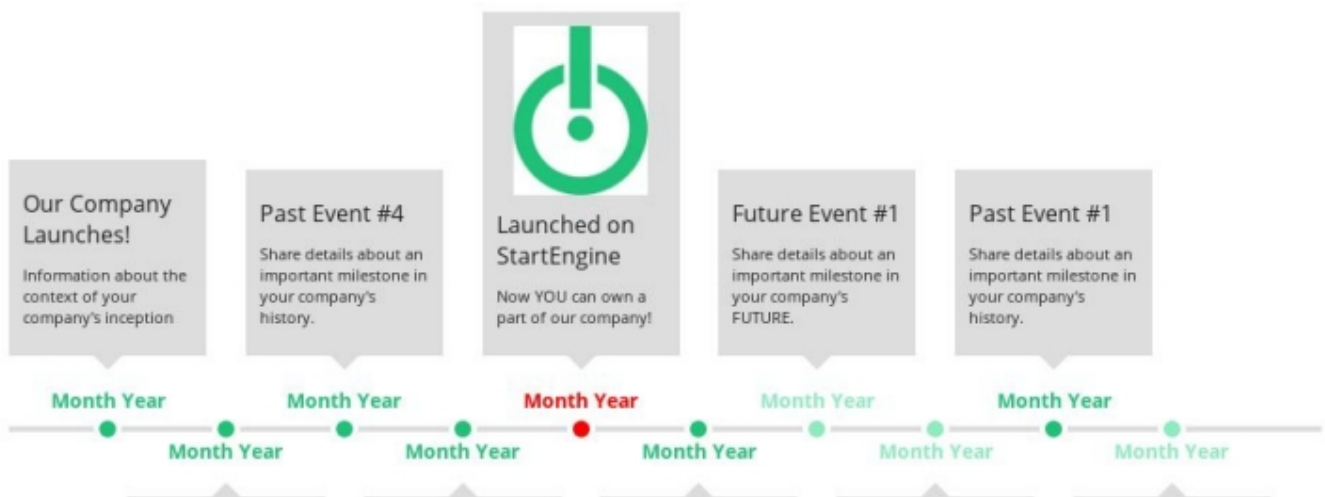 Our Company
Launches!
Information about the
context of your
company's inception
Past Event #4
Share details about an
important milestone in
your company's
history.
Launched on
StartEngine
Now YOU can own a
part of our company!
Future Event #1
Share details about an
important milestone in
your company's
FUTURE.
Past Event #1
Share details about an
important milestone in
your company's
history.
Month Year
Month Year
Month Year
Month Year
Month Year
Month Year
Month Year
Month Year
Month Year
Month Year